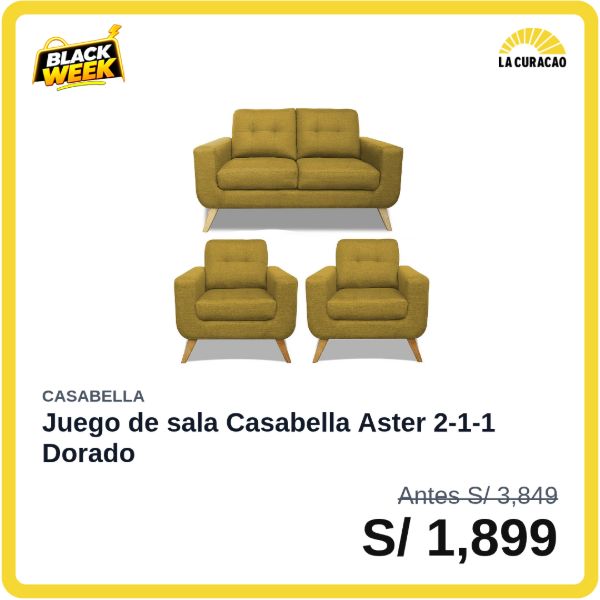 BLACK
WEEK
LA CURACAO
CASABELLA
Juego de sala Casabella Aster 2-1-1
Dorado
Antes S/ 3,849
S/ 1,899